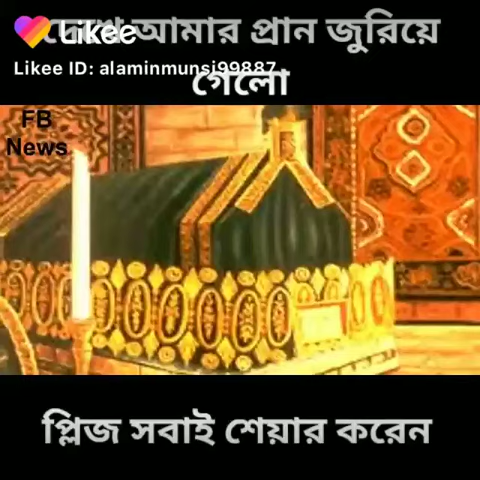 দেখে আমার প্রান জুরিয়ে
Likee
Likee ID: alaminmunsi99887
গেলো
FB
News
প্লিজ সবাই শেয়ার করেন